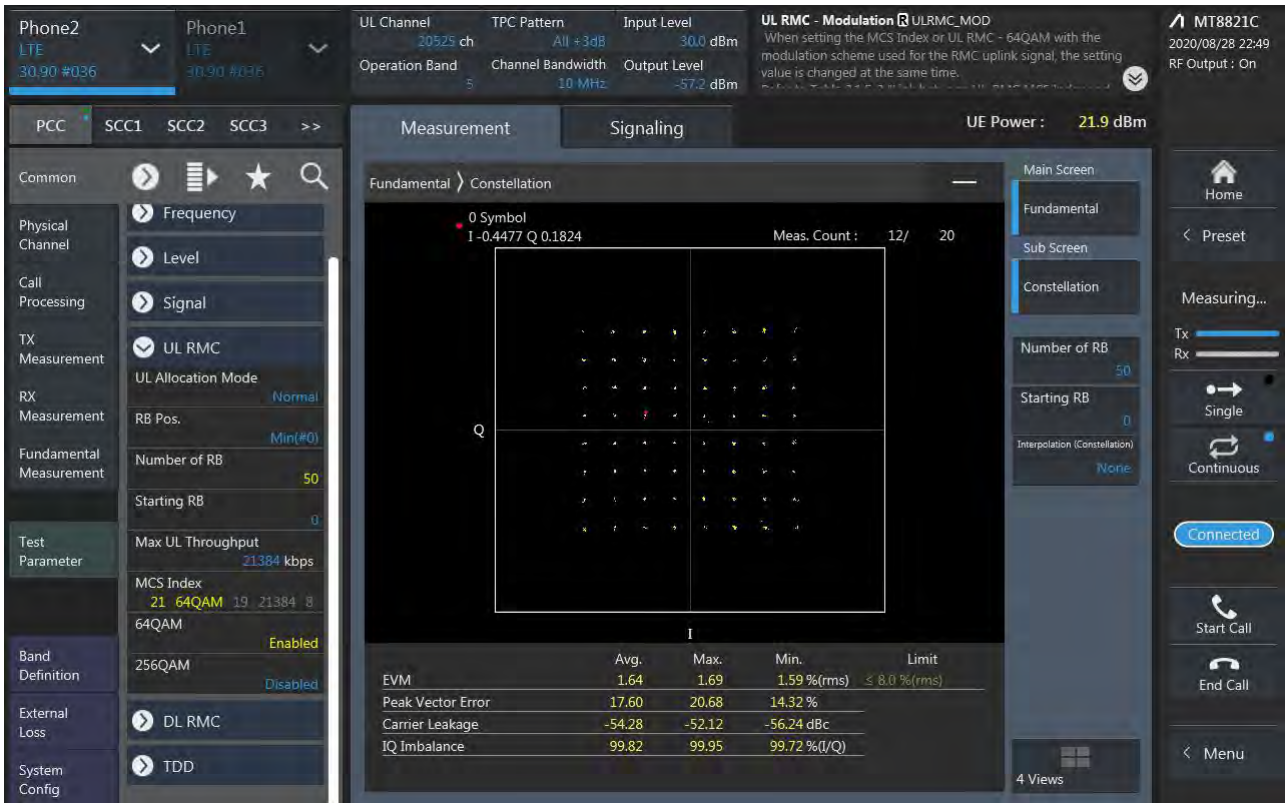 Phone2
LTE
30.90 #036
Phone1
LTE
30.90 #036
UL Channel
20525 ch
Operation Band
5
TPC Pattern
All +3dB
Channel Bandwidth
10 MHz
Input Level
30.0 dBm
Output Level
-57.2 dBm
UL RMC - Modulation R ULRMC_MOD
When setting the MCS Index or UL RMC - 64QAM with the
modulation scheme used for the RMC uplink signal, the setting
value is changed at the same time.
MT8821C
2020/08/28 22:49
RF Output : On
PCC SCC1 SCC2 SCC3 >>
Measurement
Signaling
UE Power : 21.9 dBm
Common
Physical
Channel
Call
Processing
TX
Measurement
RX
Measurement
Fundamental
Measurement
Test
Parameter
Band
Definition
External
Loss
System
Config
Frequency
Level
Signal
UL RMC
UL Allocation Mode
Normal
RB Pos.
Min(#0)
Number of RB
50
Starting RB
0
Max UL Throughput
21384 kbps
MCS Index
21 64QAM 19 21384 8
64QAM
Enabled
256QAM
Disabled
DL RMC
TDD
Fundamental > Constellation
0 Symbol
I -0.4477 Q 0.1824
Meas. Count : 12/ 20
Q
I
Avg. Max. Min. Limit
EVM 1.64 1.69 1.59 %(rms) ≤ 8.0 %(rms)
Peak Vector Error 17.60 20.68 14.32 %
Carrier Leakage -54.28 -52.12 -56.24 dBc
IQ Imbalance 99.82 99.95 99.72 %(I/Q)
Main Screen
Fundamental
Sub Screen
Constellation
Number of RB
50
Starting RB
0
Interpolation (Constellation)
None
4 Views
Home
< Preset
Measuring...
Tx
Rx
Single
Continuous
Connected
Start Call
End Call
< Menu